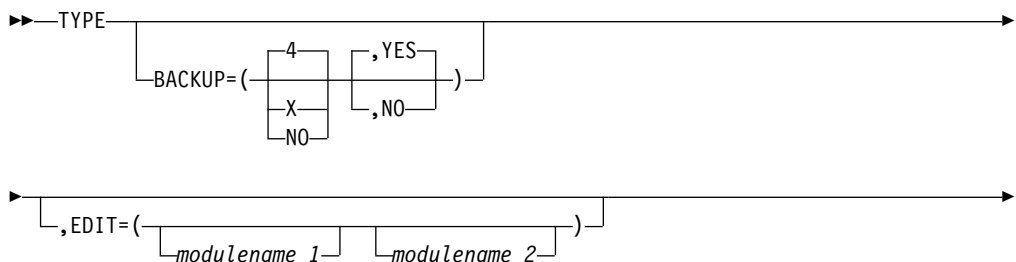 TYPE
4 ,YES
BACKUP=( )
X ,NO
NO
,EDIT=( )
modulename 1 modulename 2